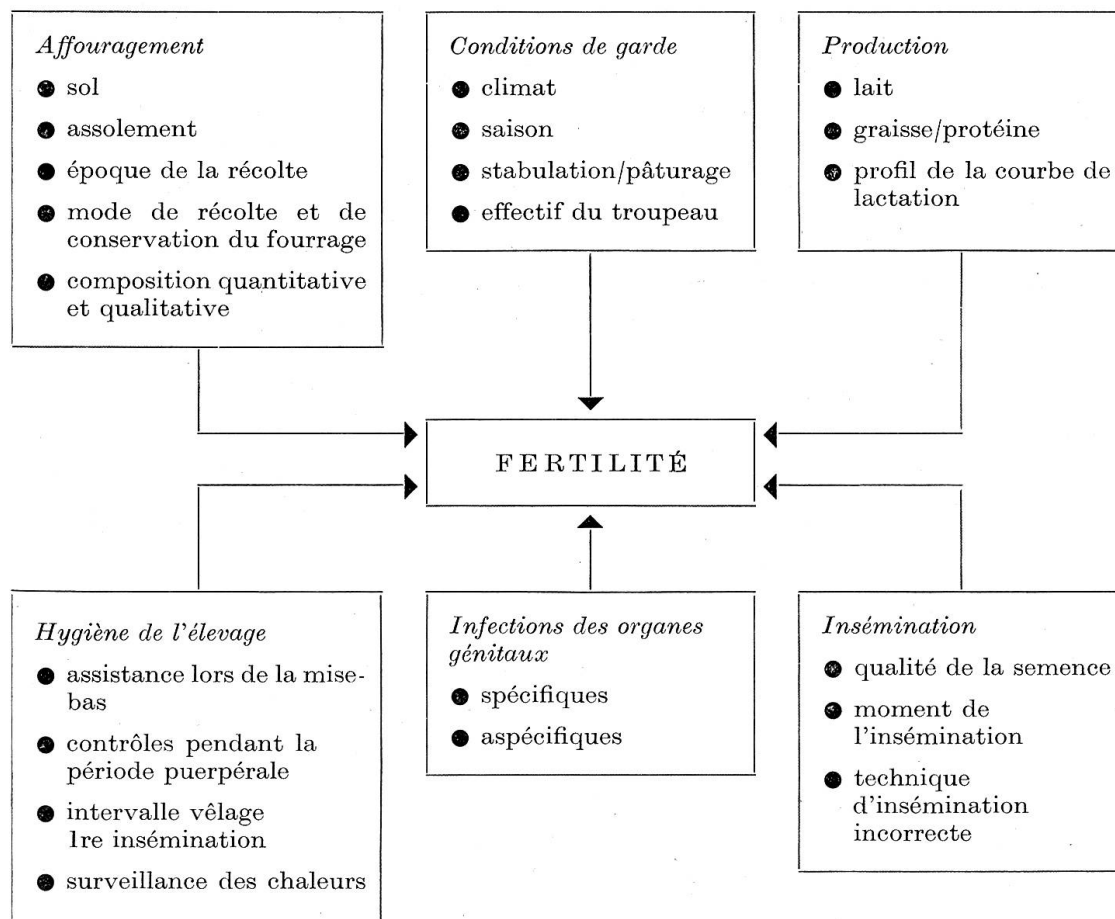 Affouragement
● sol
● assolement
● époque de la récolte
● mode de récolte et de
conservation du fourrage
● composition quantitative
et qualitative
Conditions de garde
● climat
● saison
● stabulation/pâturage
● effectif du troupeau
Production
● lait
● graisse/protéine
● profil de la courbe de
lactation
FERTILITÉ
Hygiène de l'élevage
● assistance lors de la mise-
bas
● contrôles pendant la
période puerpérale
● intervalle vêlage
1re insémination
● surveillance des chaleurs
Infections des organes
génitaux
● spécifiques
● aspécifiques
Insémination
● qualité de la semence
● moment de
l'insémination
● technique
d'insémination
incorrecte